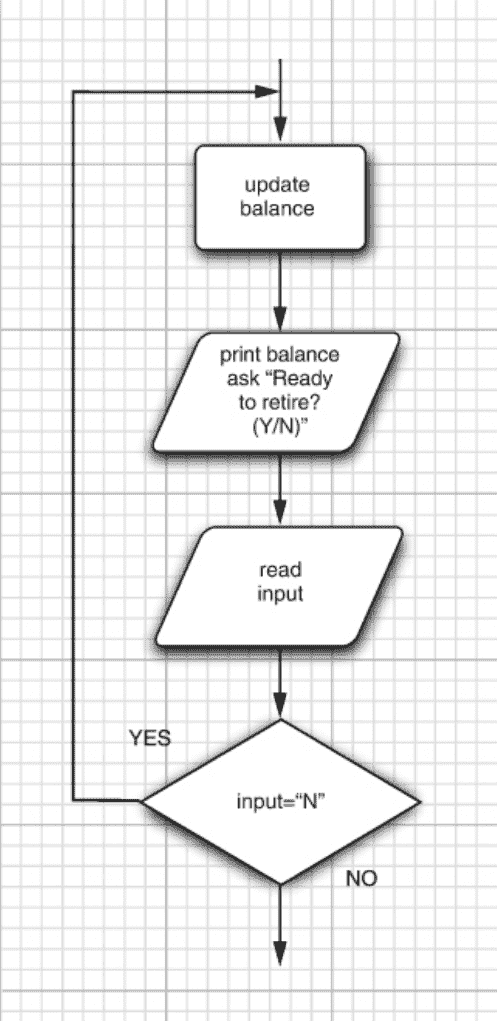 update
balance
print balance
ask “Ready
to retire?
(Y/N)”
read
input
YES
input=“N”
NO